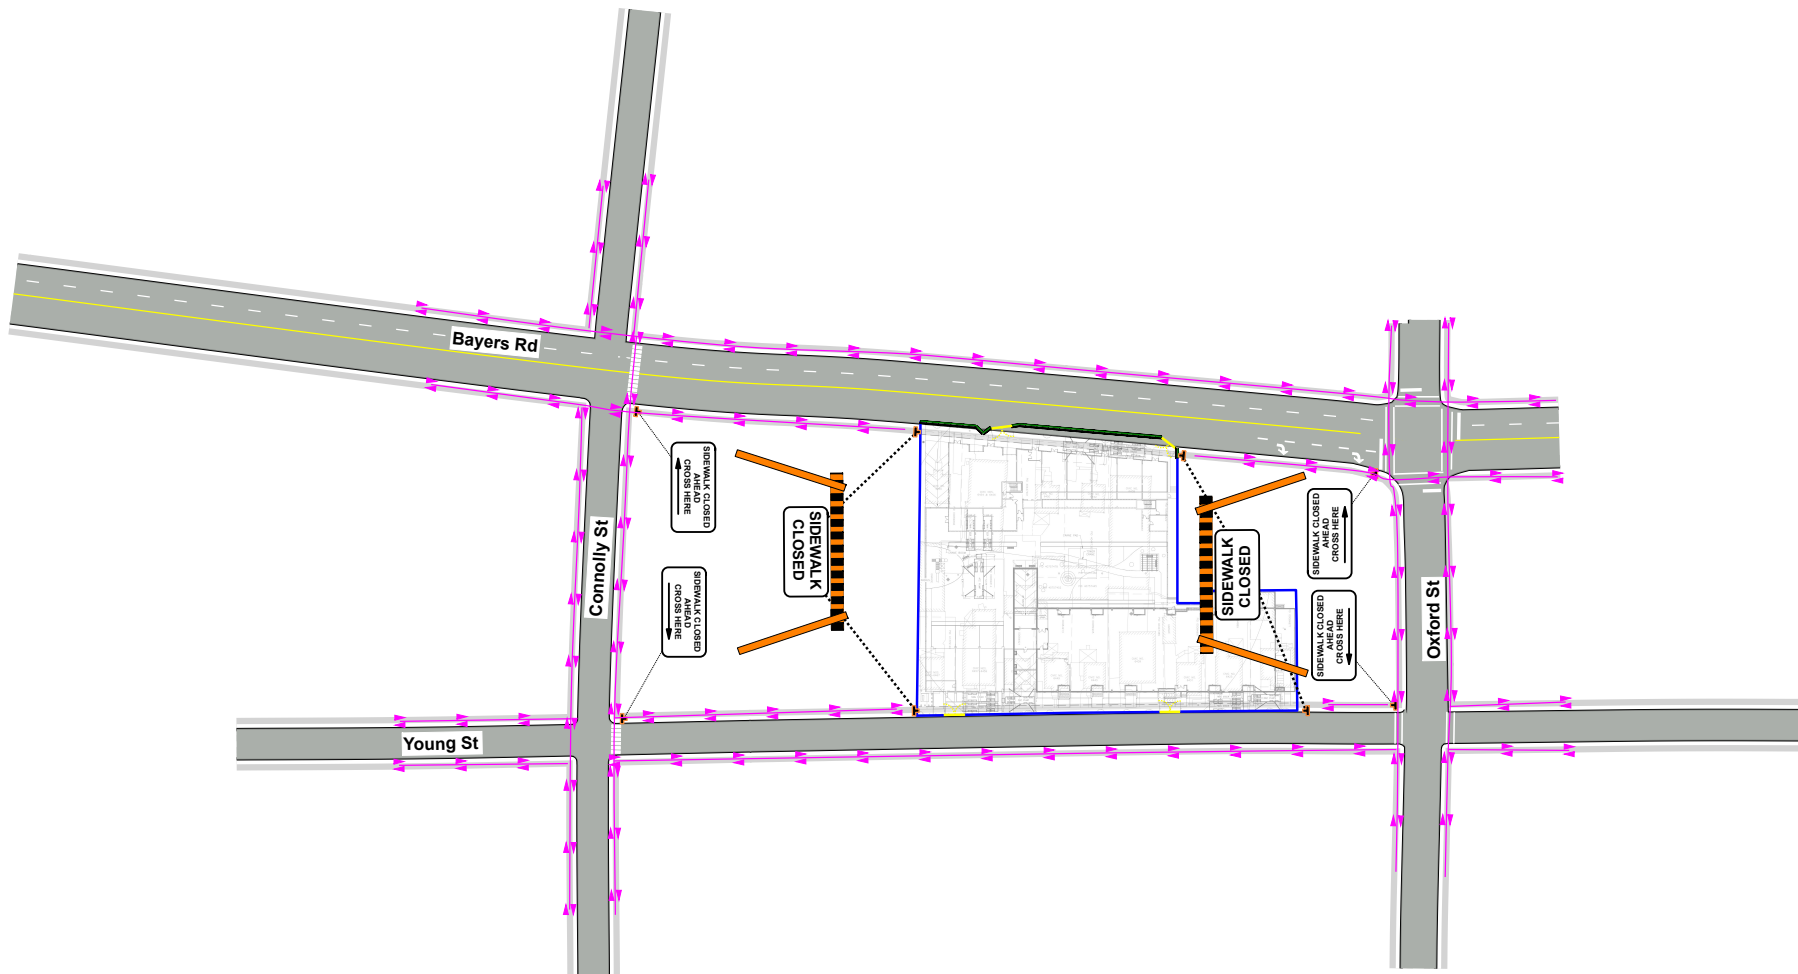 Bayers Rd
SIDEWALK CLOSED
AHEAD
CROSS HERE
SIDEWALK
CLOSED
SIDEWALK CLOSED
AHEAD
CROSS HERE
SIDEWALK
CLOSED
SIDEWALK CLOSED
AHEAD
CROSS HERE
Connolly St
SIDEWALK CLOSED
AHEAD
CROSS HERE
Oxford St
Young St